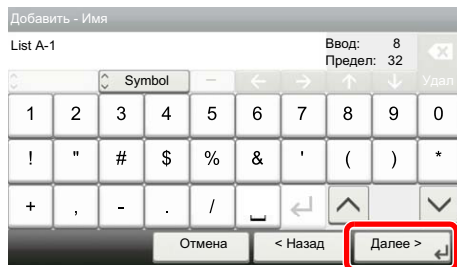 Добавить - Имя
List A-1
Ввод: 8
Предел: 32
Symbol − ← → ↑ ↓ Удал
1 2 3 4 5 6 7 8 9 0
! " # $ % & ' ( ) *
+ , - . / ⎵ ↵
Отмена < Назад Далее >